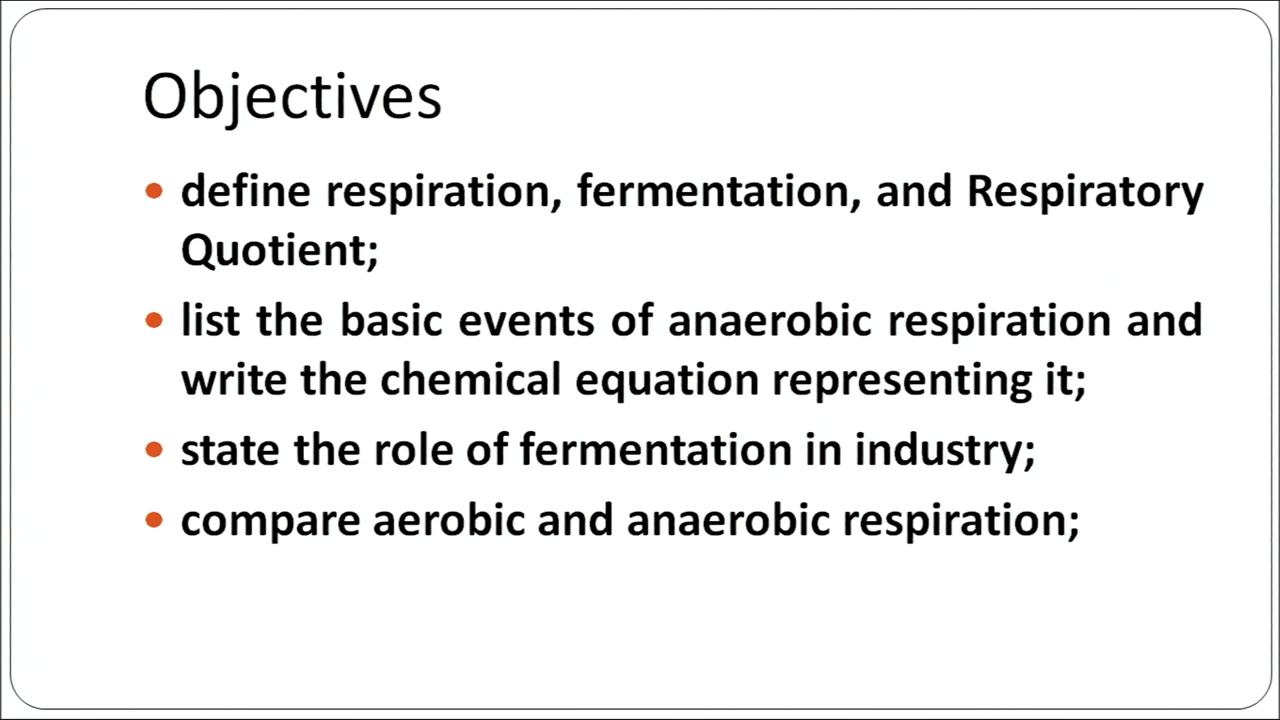 Objectives
• define respiration, fermentation, and Respiratory
Quotient;
• list the basic events of anaerobic respiration and
write the chemical equation representing it;
• state the role of fermentation in industry;
• compare aerobic and anaerobic respiration;